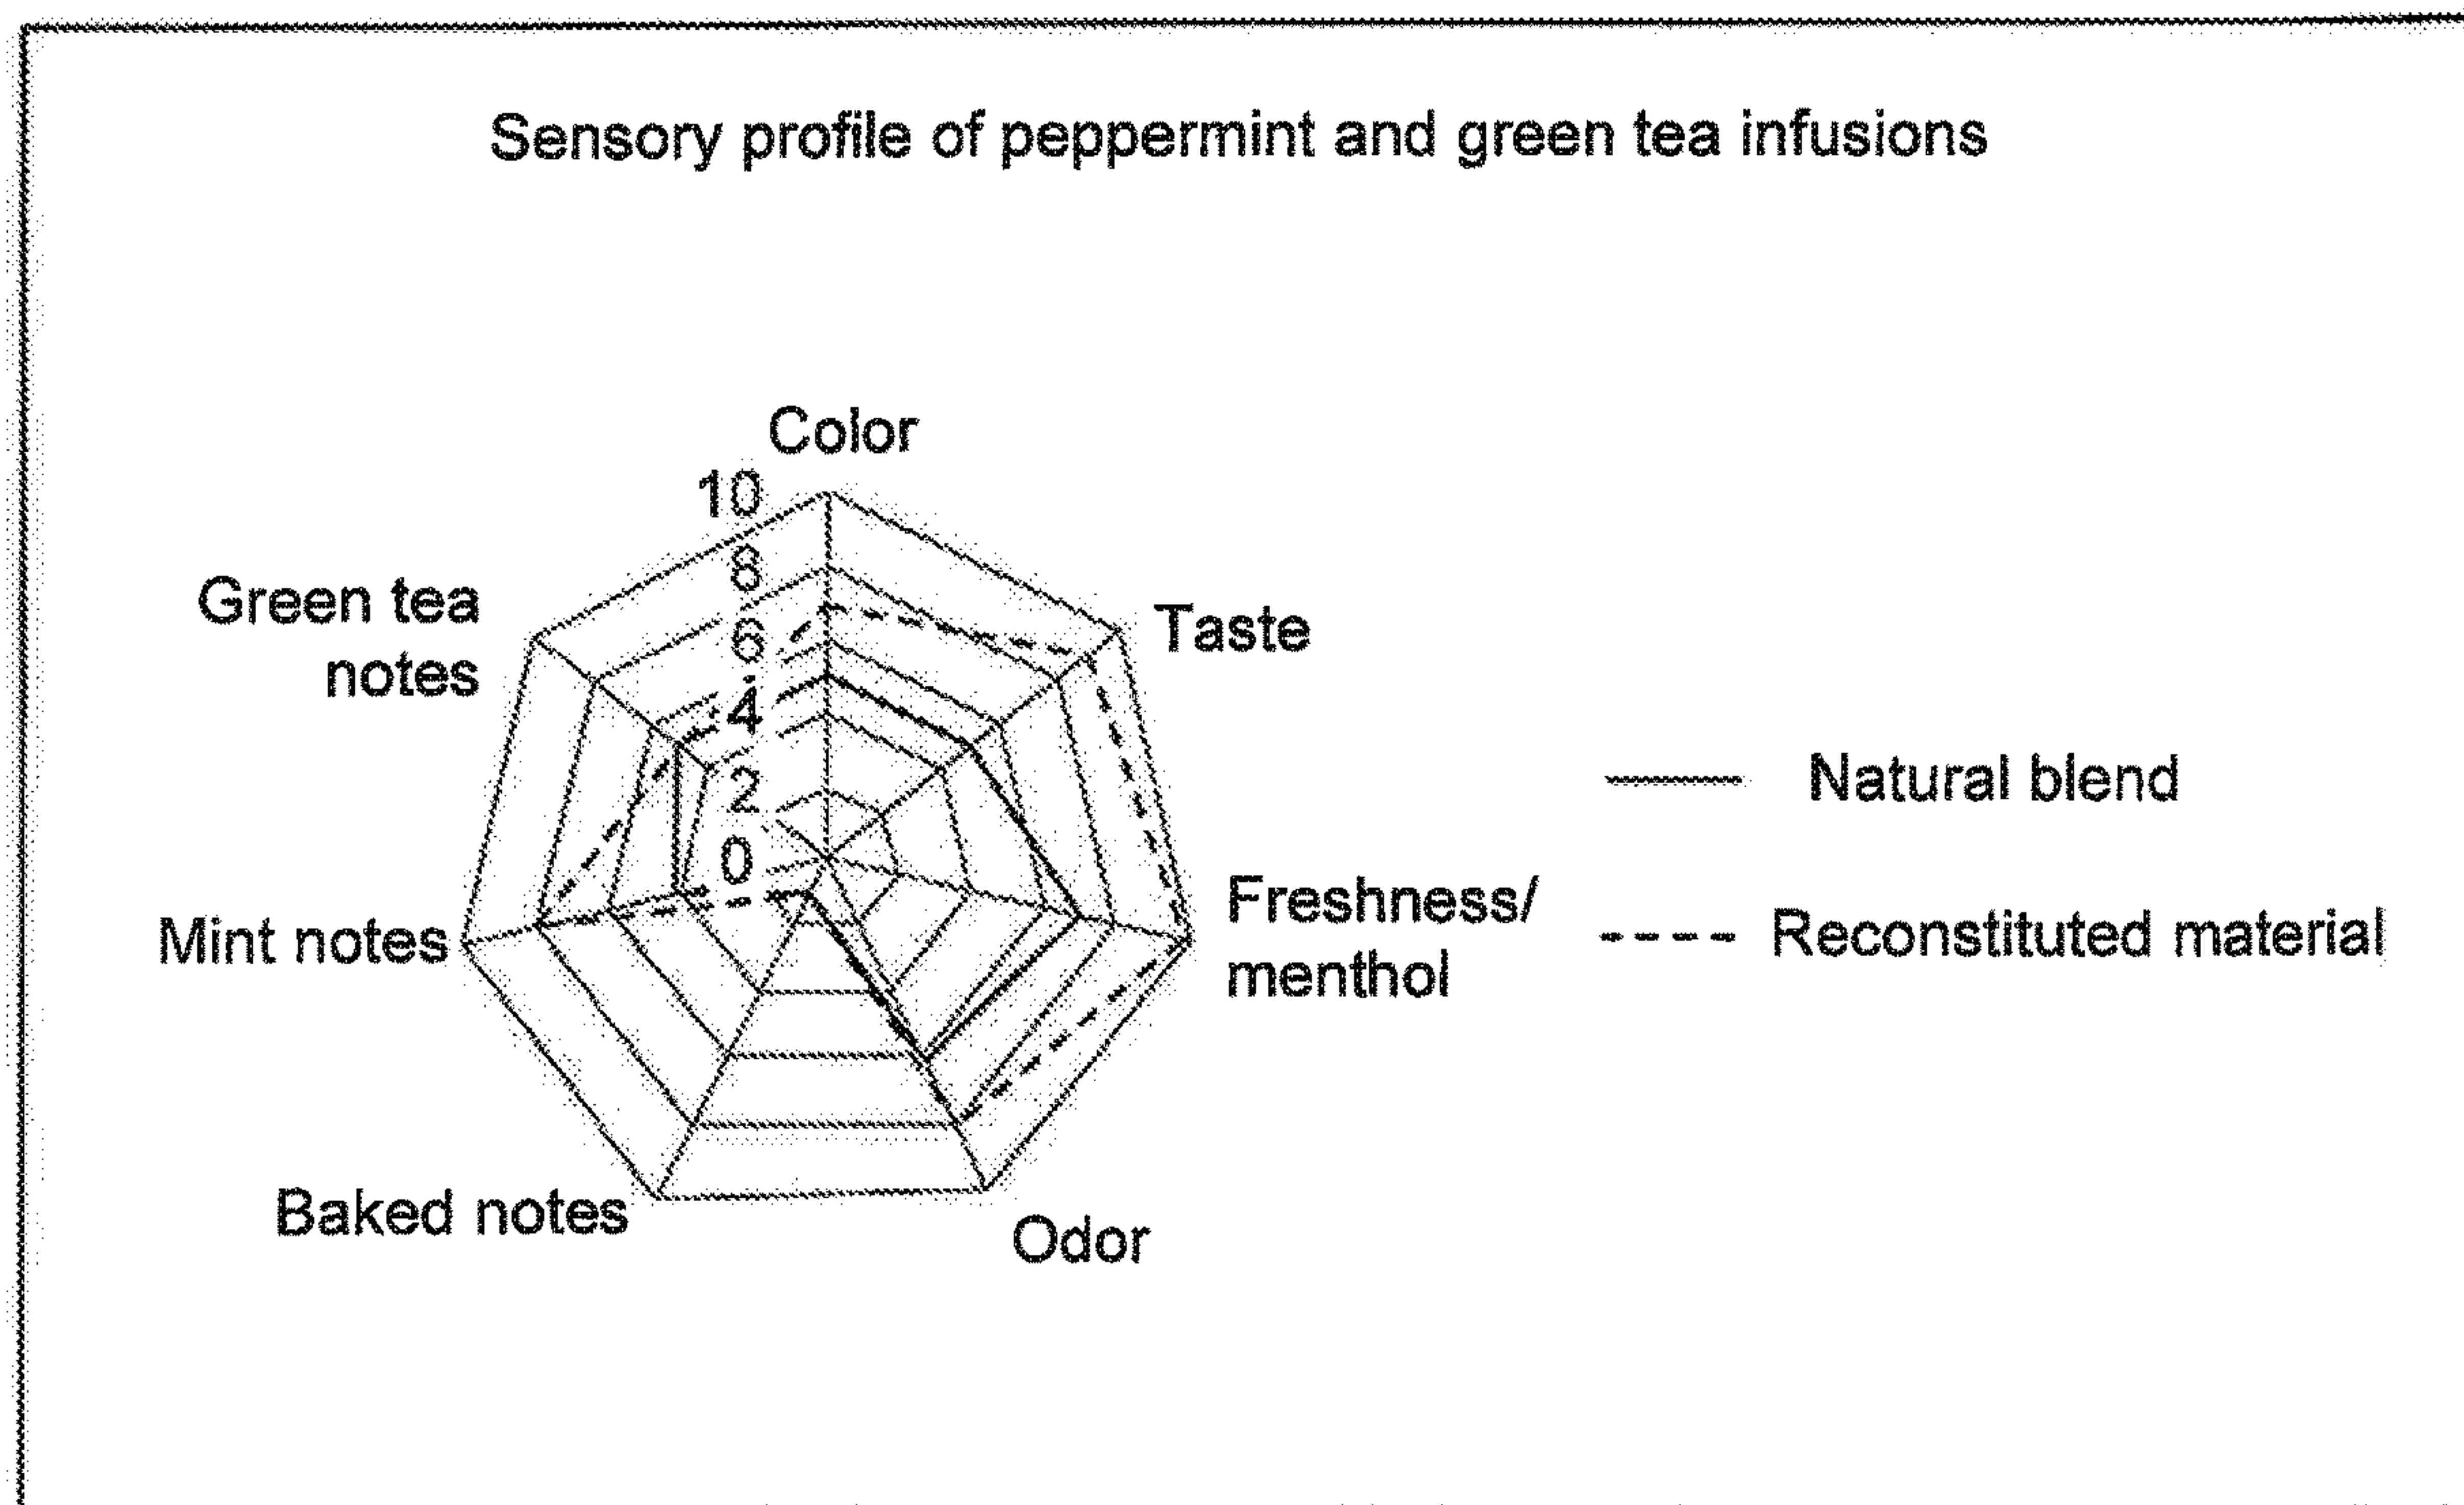 Sensory profile of peppermint and green tea infusions
Color
10
8
6
4
2
0
Green tea
notes
Taste
Mint notes
Freshness/
menthol
Baked notes
Odor
Natural blend
Reconstituted material